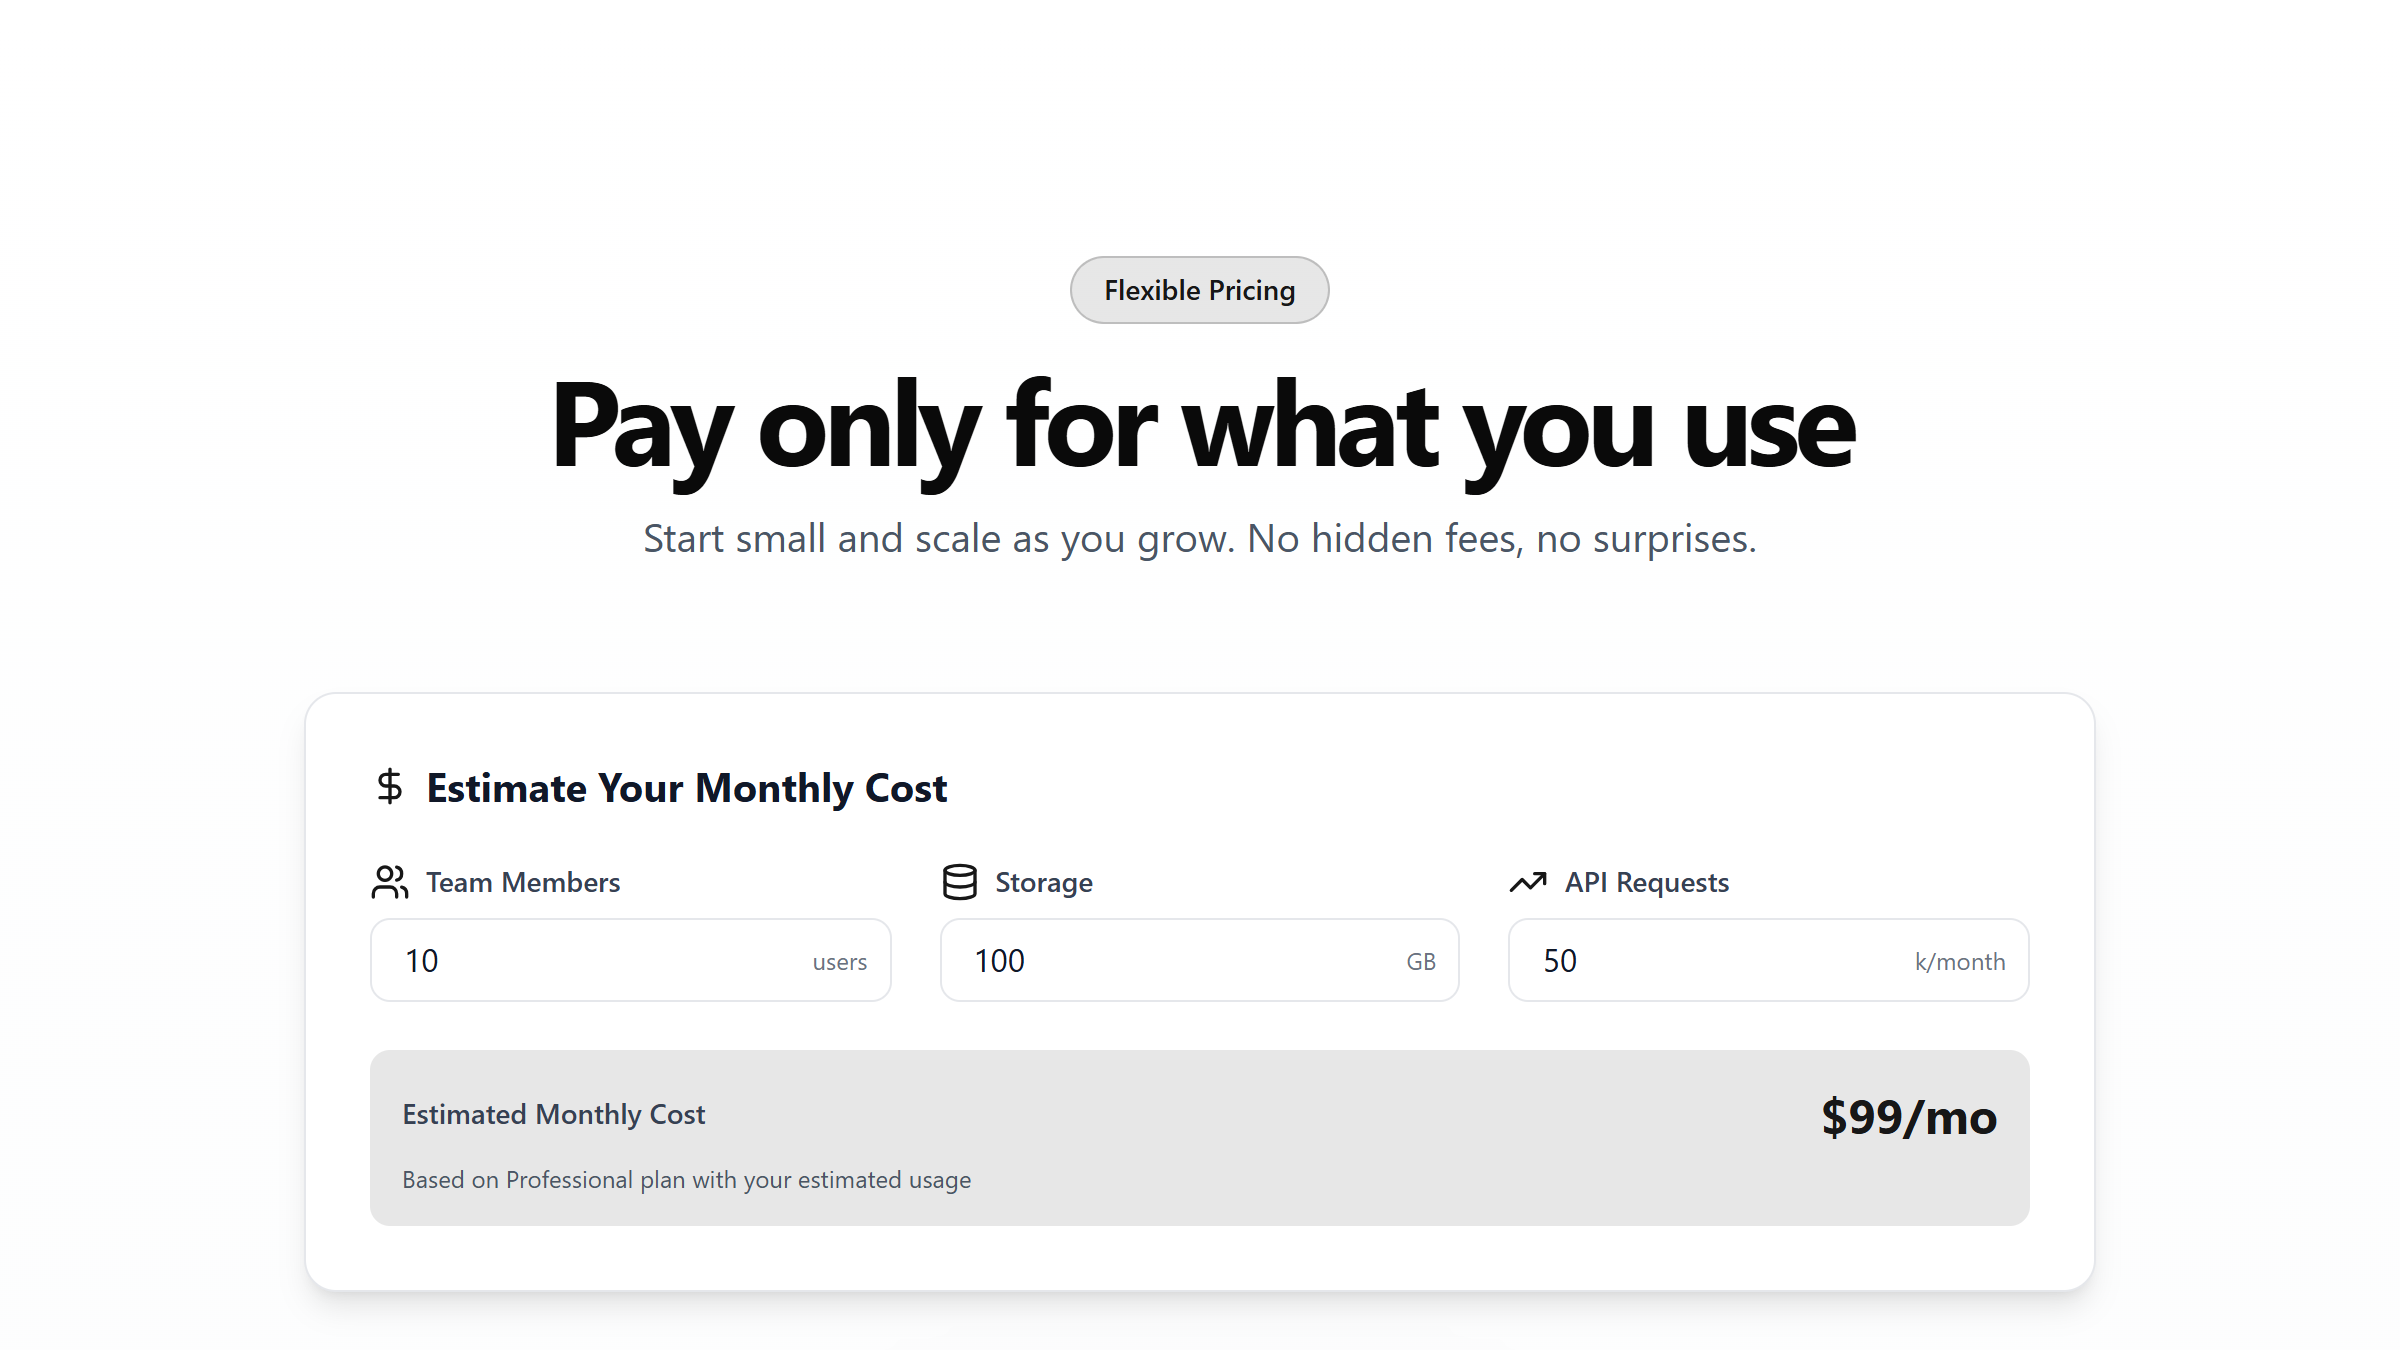 Flexible Pricing
Pay only for what you use
Start small and scale as you grow. No hidden fees, no surprises.
Estimate Your Monthly Cost
Team Members
10 users
Storage
100 GB
API Requests
50 k/month
Estimated Monthly Cost
$99/mo
Based on Professional plan with your estimated usage